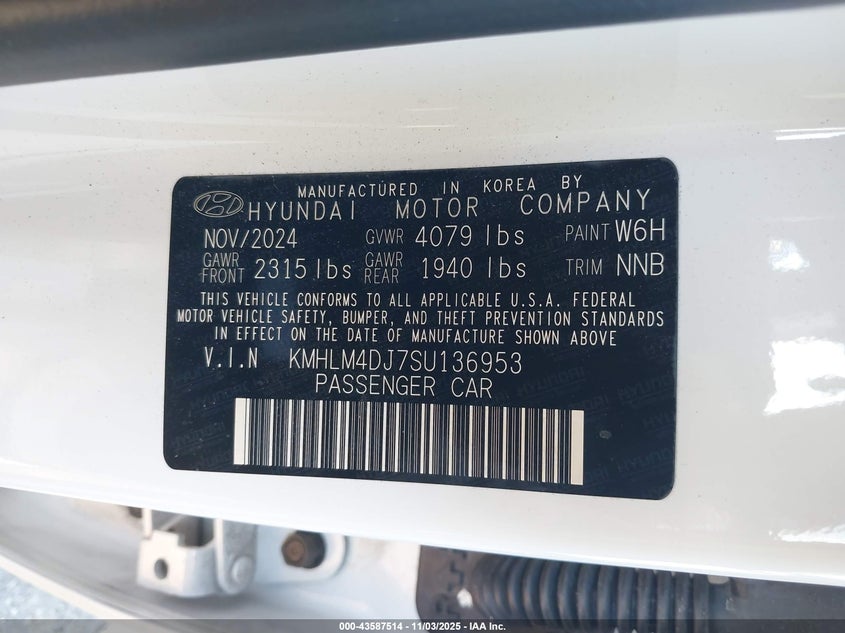 MANUFACTURED IN KOREA BY
HYUNDAI MOTOR COMPANY
NOV/2024 GVWR 4079 lbs PAINT W6H
GAWR FRONT 2315 lbs GAWR REAR 1940 lbs TRIM NNB
THIS VEHICLE CONFORMS TO ALL APPLICABLE U.S.A. FEDERAL
MOTOR VEHICLE SAFETY, BUMPER, AND THEFT PREVENTION STANDARDS
IN EFFECT ON THE DATE OF MANUFACTURE SHOWN ABOVE
V.I.N KMHLM4DJ7SU136953
PASSENGER CAR
000-43587514 - 11/03/2025 - IAA Inc.